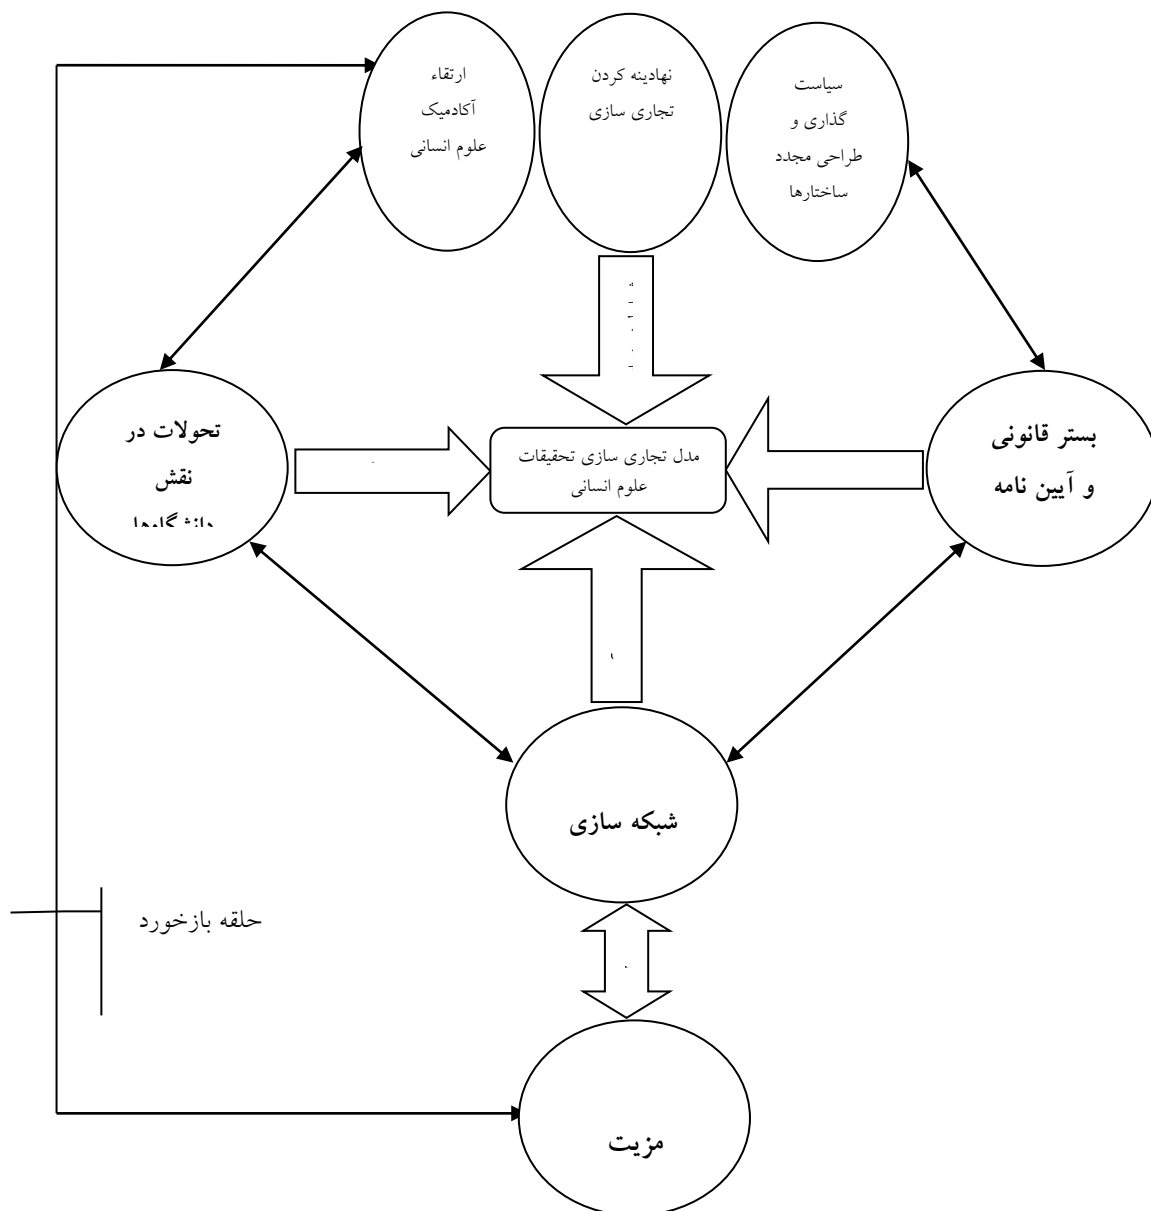 سیاست
گذاری و
طراحی مجدد
ساختارها
نهادینه کردن
تجاری سازی
ارتقاء
آکادمیک
علوم انسانی
بستر قانونی
و آیین نامه
مدل تجاری سازی تحقیقات
علوم انسانی
تحولات در
نقش
شبکه سازی
حلقه بازخورد
مزیت